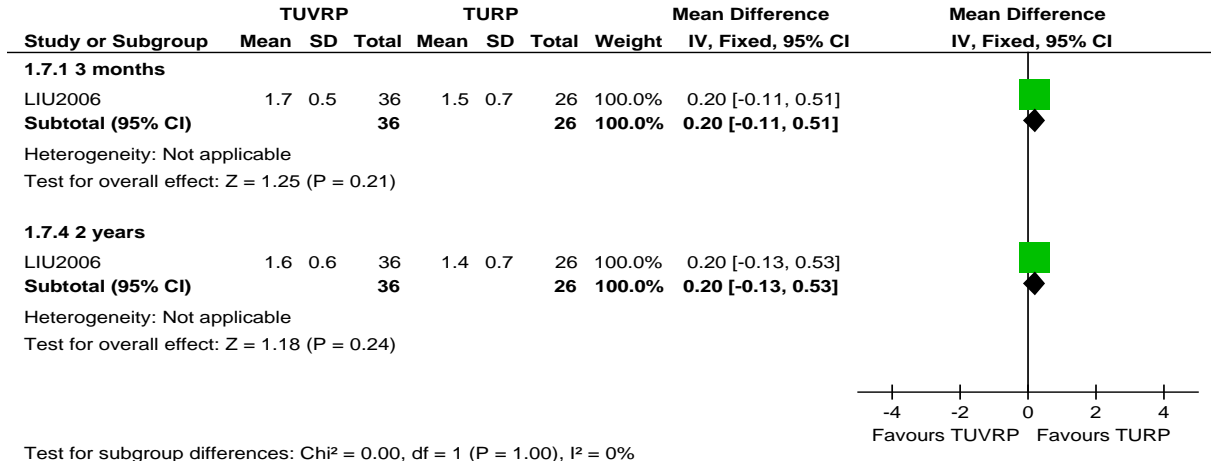 TUVRP TURP Mean Difference Mean Difference
Study or Subgroup Mean SD Total Mean SD Total Weight IV, Fixed, 95% CI IV, Fixed, 95% CI
1.7.1 3 months
LIU2006 1.7 0.5 36 1.5 0.7 26 100.0% 0.20 [-0.11, 0.51]
Subtotal (95% CI) 36 26 100.0% 0.20 [-0.11, 0.51]
Heterogeneity: Not applicable
Test for overall effect: Z = 1.25 (P = 0.21)
1.7.4 2 years
LIU2006 1.6 0.6 36 1.4 0.7 26 100.0% 0.20 [-0.13, 0.53]
Subtotal (95% CI) 36 26 100.0% 0.20 [-0.13, 0.53]
Heterogeneity: Not applicable
Test for overall effect: Z = 1.18 (P = 0.24)
-4 -2 0 2 4
Favours TUVRP Favours TURP
Test for subgroup differences: Chi² = 0.00, df = 1 (P = 1.00), I² = 0%